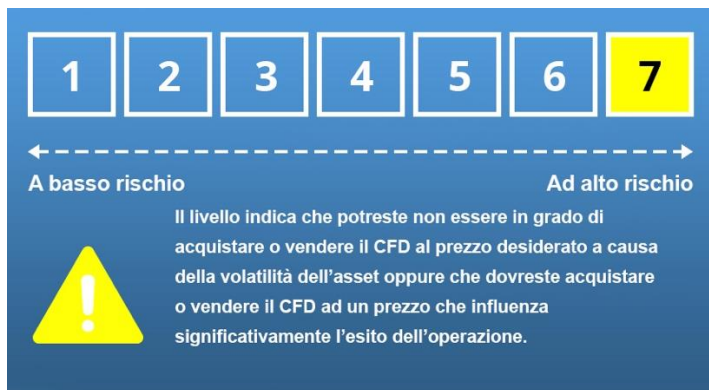 1 2 3 4 5 6 7
A basso rischio Ad alto rischio
Il livello indica che potreste non essere in grado di
acquistare o vendere il CFD al prezzo desiderato a causa
della volatilità dell'asset oppure che dovreste acquistare
o vendere il CFD ad un prezzo che influenza
significativamente l'esito dell'operazione.